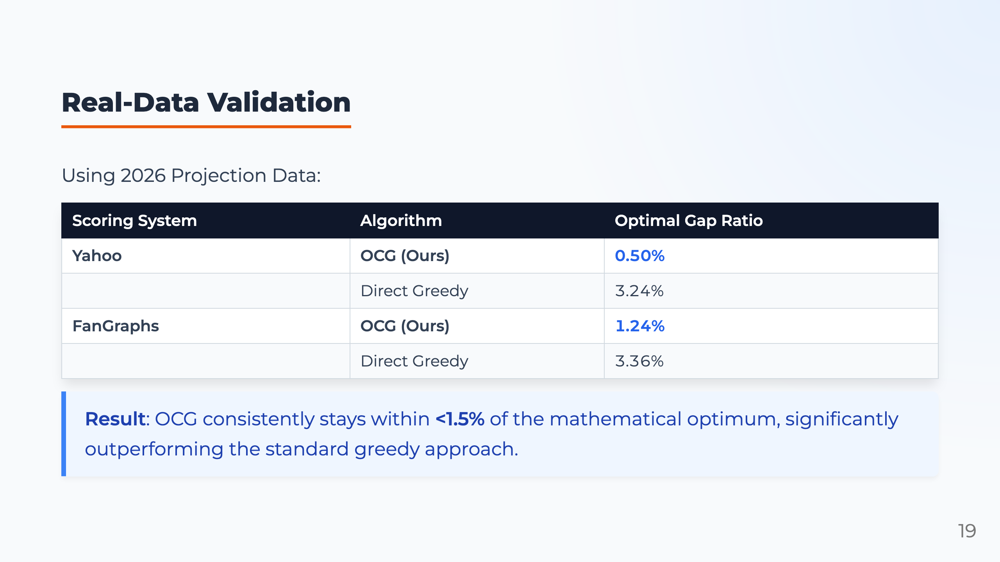 Real-Data Validation
Using 2026 Projection Data:
Scoring System Algorithm Optimal Gap Ratio
Yahoo OCG (Ours) 0.50%
Direct Greedy 3.24%
FanGraphs OCG (Ours) 1.24%
Direct Greedy 3.36%
Result: OCG consistently stays within <1.5% of the mathematical optimum, significantly
outperforming the standard greedy approach.
19